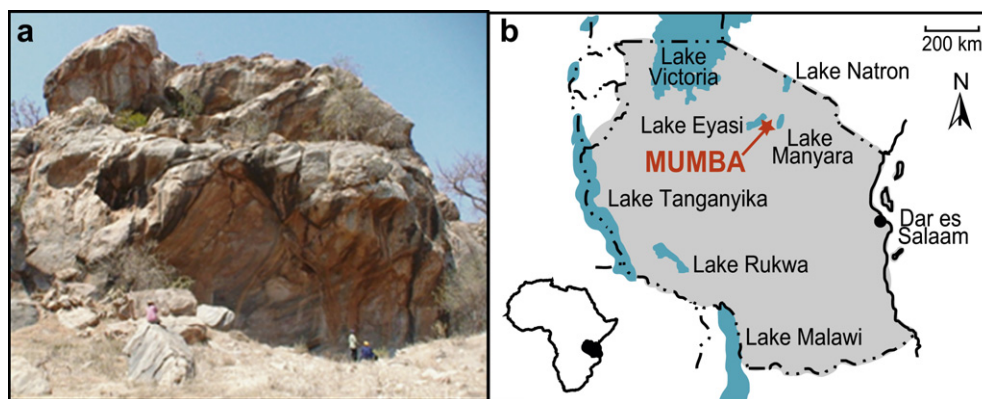 a
b
200 km
N
Lake
Victoria
Lake Natron
Lake Eyasi
Lake
Manyara
MUMBA
Lake Tanganyika
Dar es
Salaam
Lake Rukwa
Lake Malawi